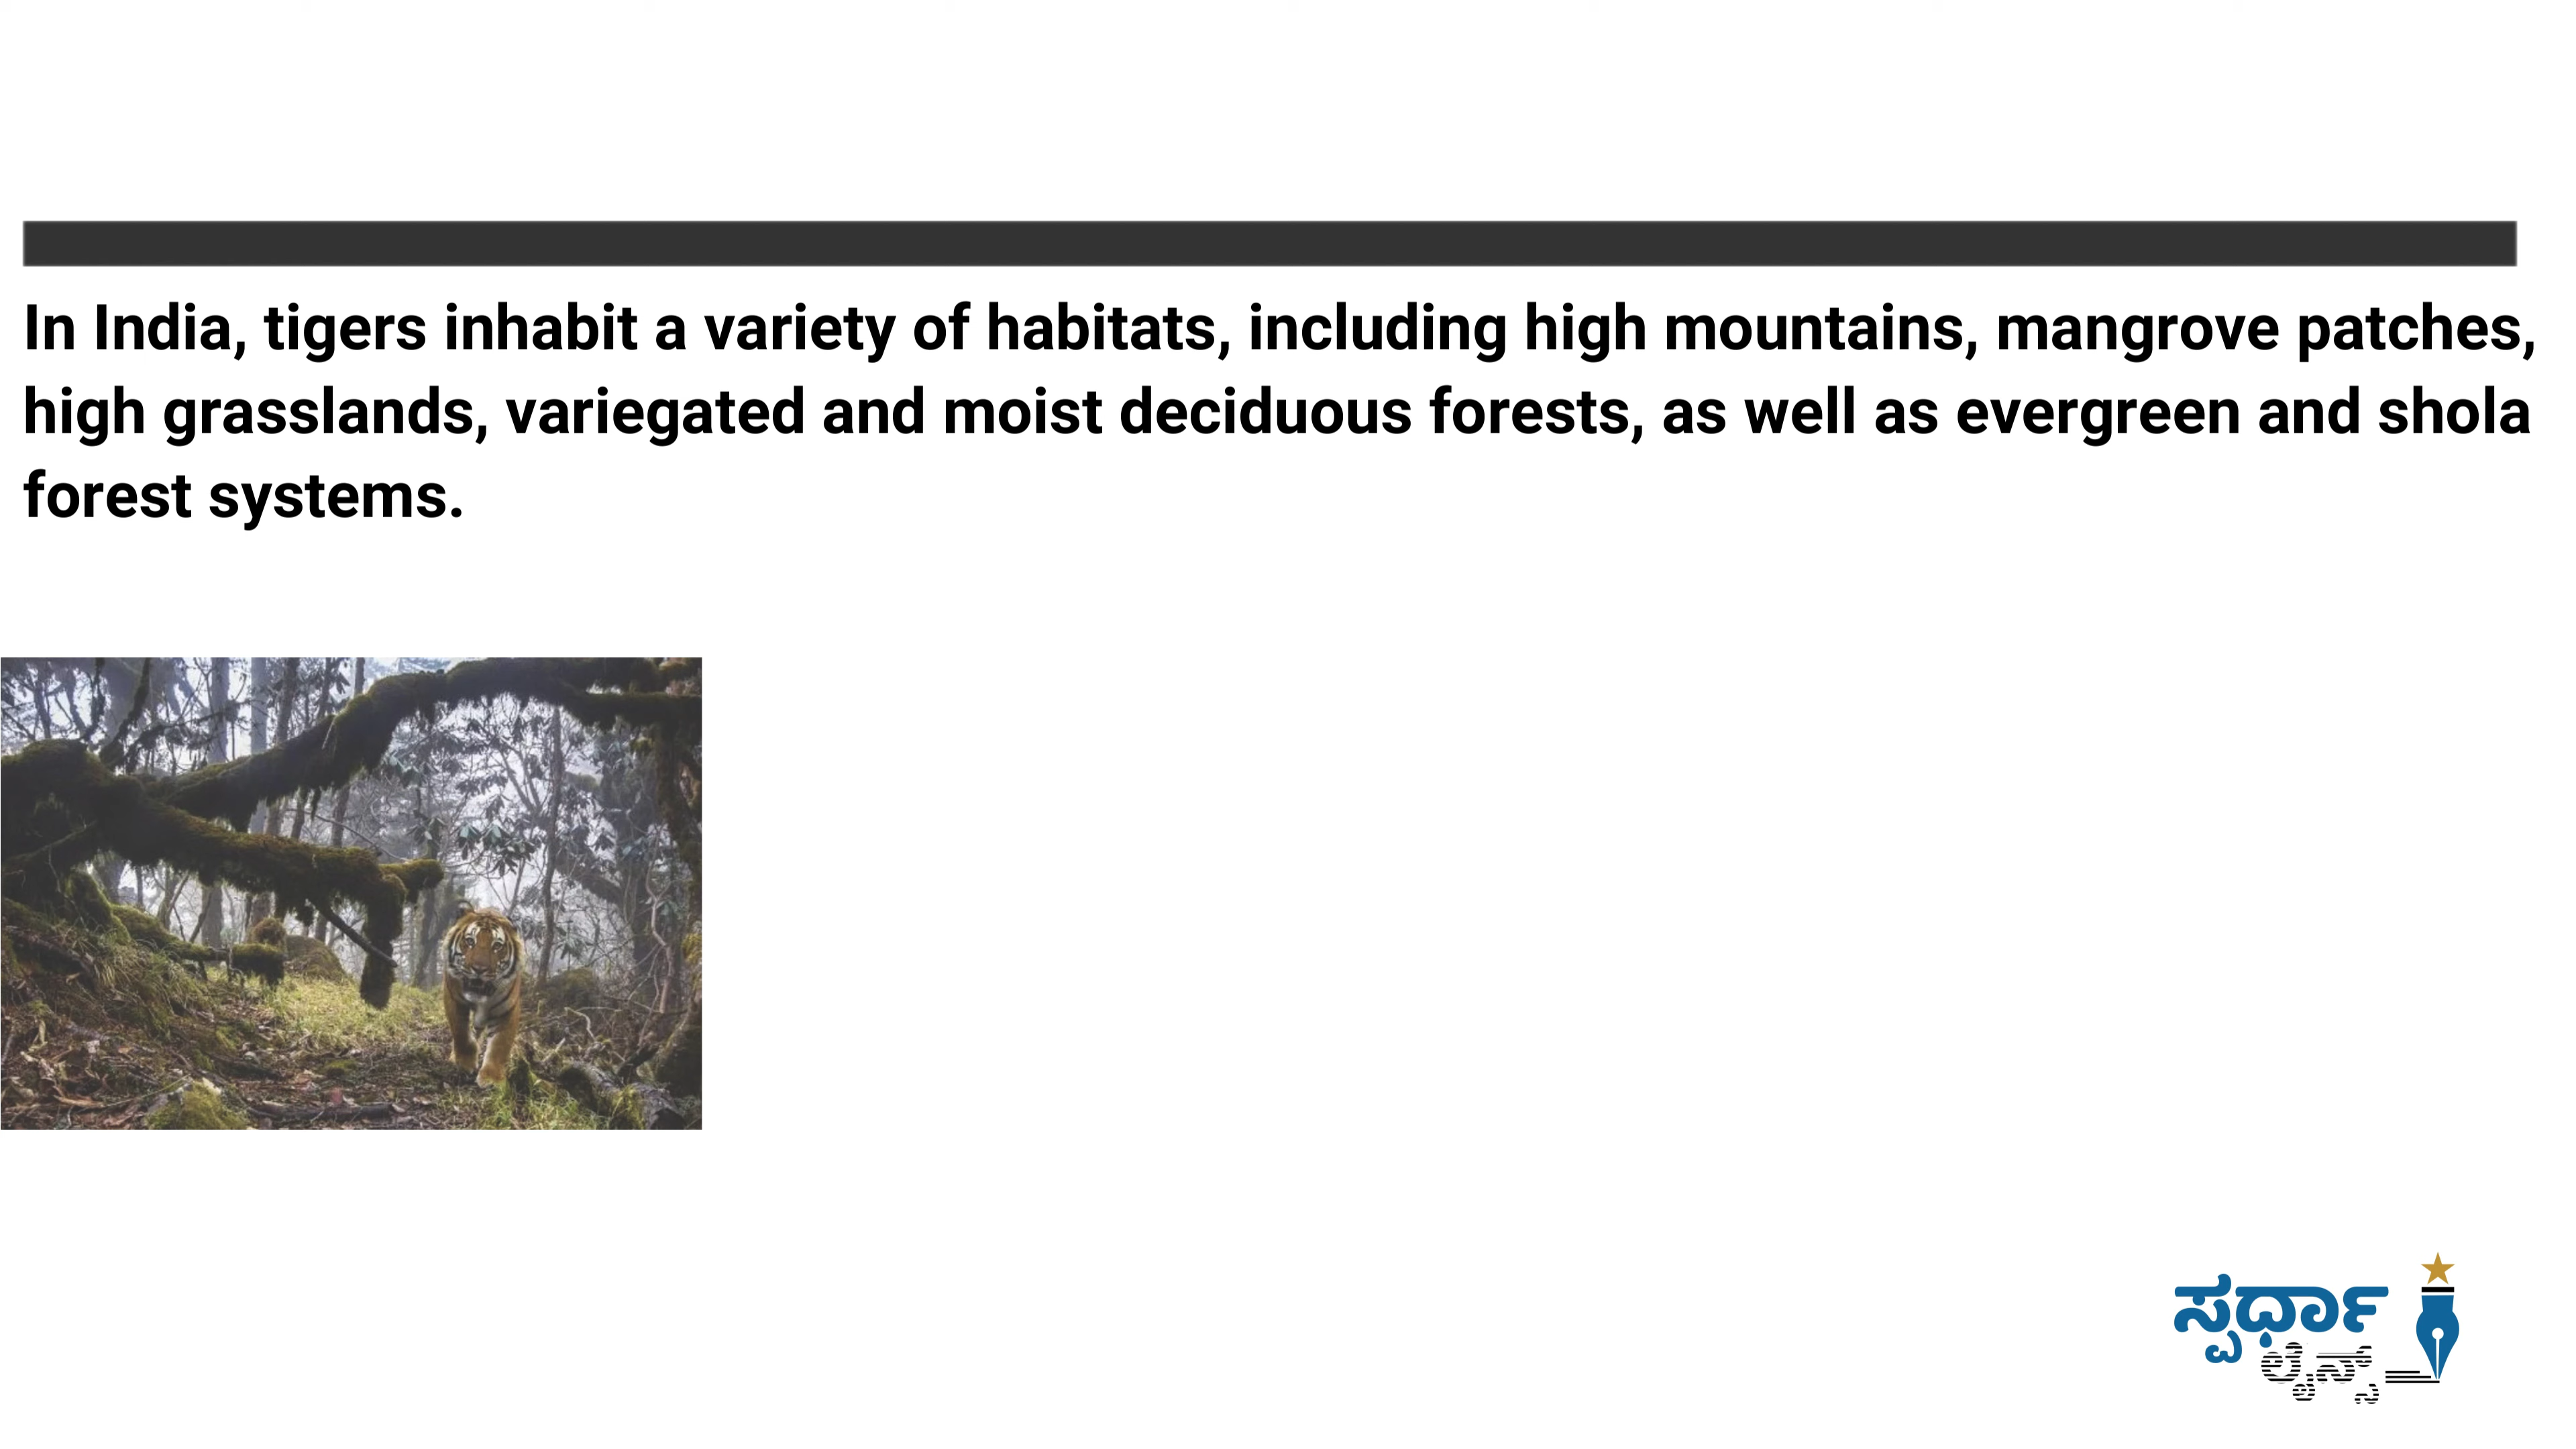 In India, tigers inhabit a variety of habitats, including high mountains, mangrove patches,
high grasslands, variegated and moist deciduous forests, as well as evergreen and shola
forest systems.
ಸ್ಪರ್ಧಾ
ಲೈನ್ಸ್